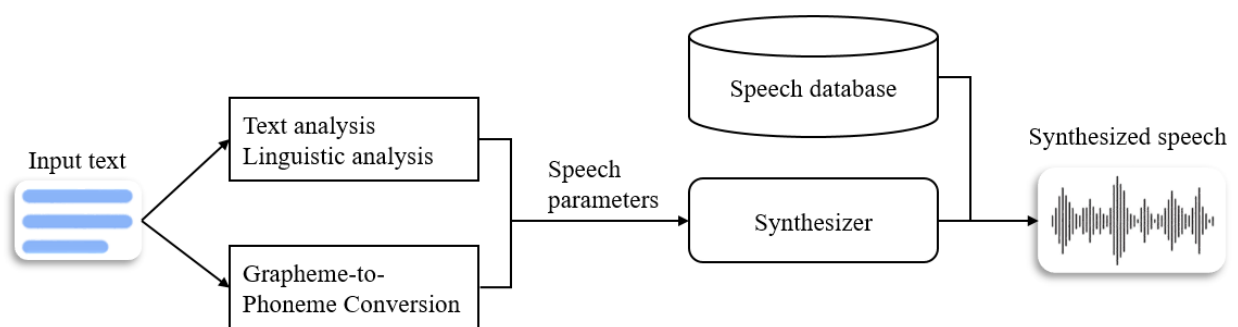 Input text
Text analysis
Linguistic analysis
Grapheme-to-
Phoneme Conversion
Speech
parameters
Speech database
Synthesizer
Synthesized speech